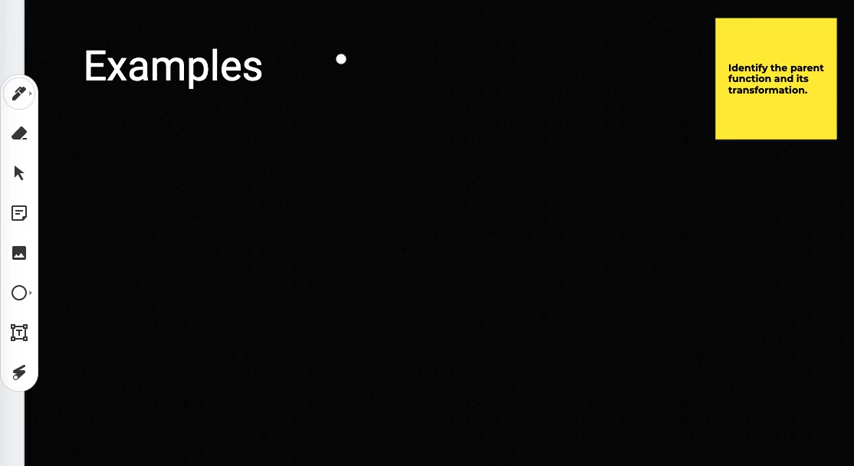 Examples
Identify the parent
function and its
transformation.